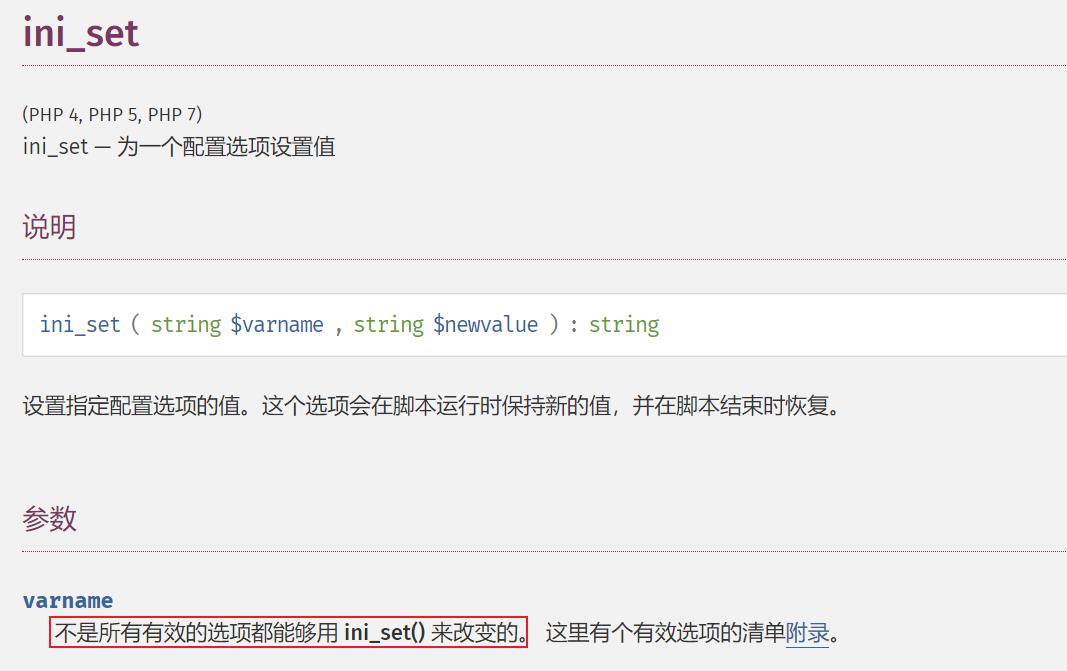 ini_set
(PHP 4, PHP 5, PHP 7)
ini_set — 为一个配置选项设置值
说明
ini_set ( string $varname , string $newvalue ) : string
设置指定配置选项的值。这个选项会在脚本运行时保持新的值，并在脚本结束时恢复。
参数
varname
不是所有有效的选项都能够用 ini_set() 来改变的。 这里有个有效选项的清单附录。